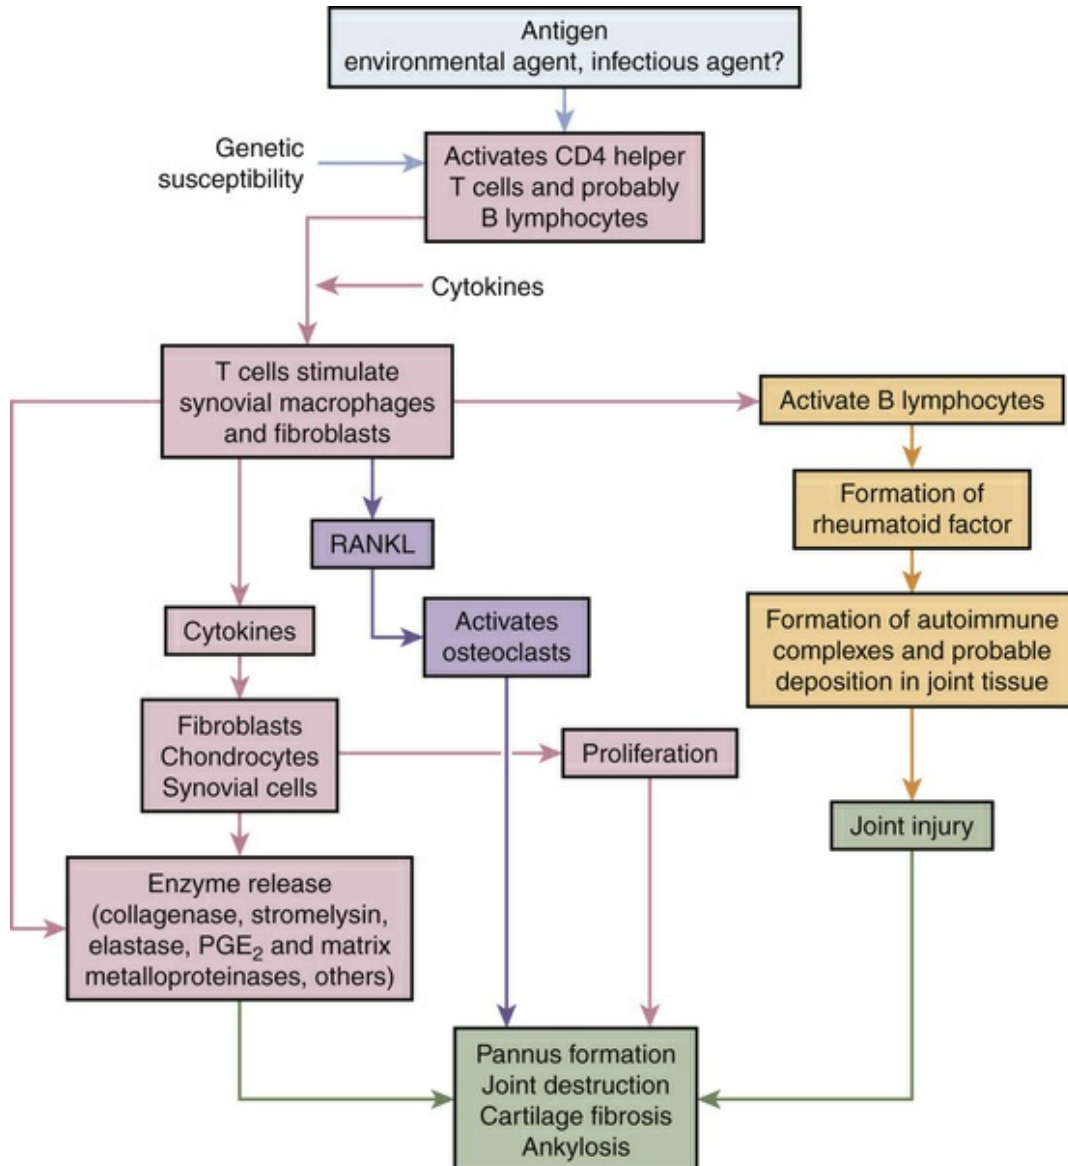 Antigen
environmental agent, infectious agent?
Genetic
susceptibility
Activates CD4 helper
T cells and probably
B lymphocytes
Cytokines
T cells stimulate
synovial macrophages
and fibroblasts
Activate B lymphocytes
Formation of
rheumatoid factor
RANKL
Cytokines
Activates
osteoclasts
Formation of autoimmune
complexes and probable
deposition in joint tissue
Fibroblasts
Chondrocytes
Synovial cells
Proliferation
Joint injury
Enzyme release
(collagenase, stromelysin,
elastase, PGE₂ and matrix
metalloproteinases, others)
Pannus formation
Joint destruction
Cartilage fibrosis
Ankylosis